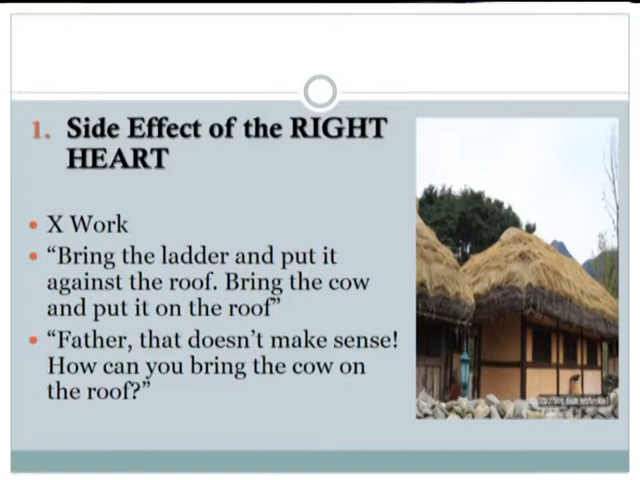 1. Side Effect of the RIGHT
HEART
• X Work
• “Bring the ladder and put it
against the roof. Bring the cow
and put it on the roof”
• “Father, that doesn’t make sense!
How can you bring the cow on
the roof?”